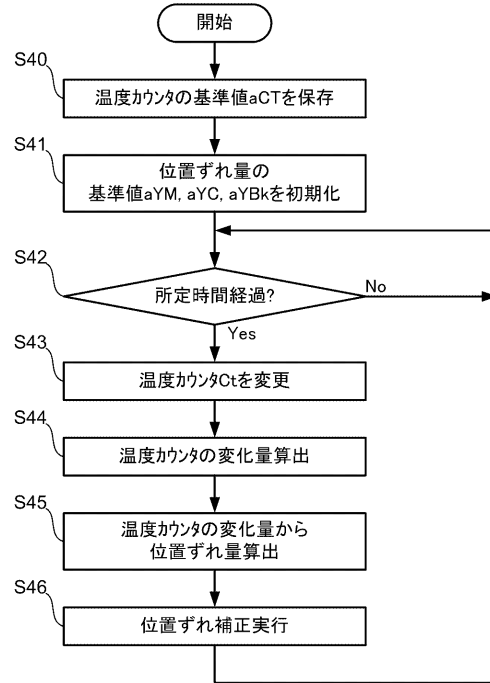 開始
S40
温度カウンタの基準値aCTを保存
S41
位置ずれ量の
基準値aYM, aYC, aYBkを初期化
S42
所定時間経過?
No
Yes
S43
温度カウンタCtを変更
S44
温度カウンタの変化量算出
S45
温度カウンタの変化量から
位置ずれ量算出
S46
位置ずれ補正実行